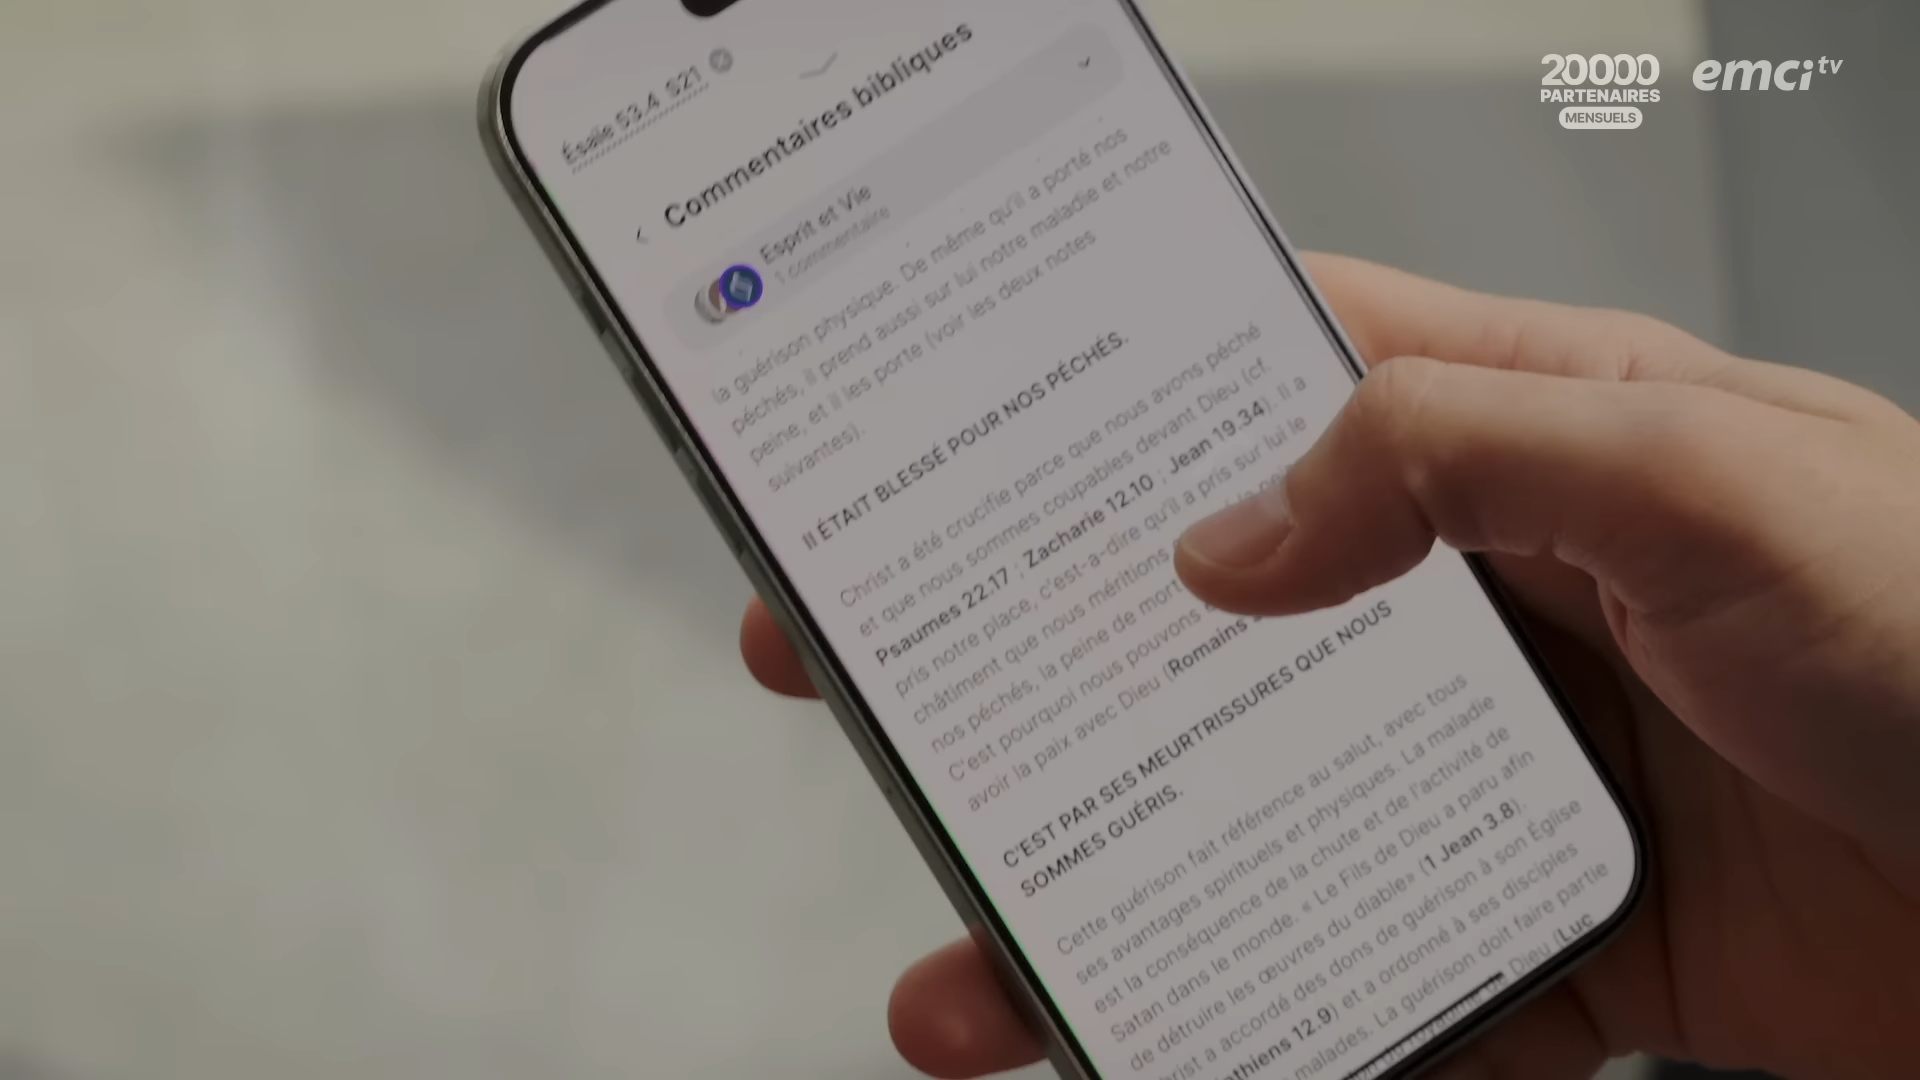 20000
PARTENAIRES
MENSUELS
emci tv
Ésaïe 53.4 S21
Commentaires bibliques
Esprit et Vie
1 commentaire
la guérison physique. De même qu'il a porté nos
péchés, il prend aussi sur lui notre maladie et notre
peine, et il les porte (voir les deux notes
suivantes).
Il ÉTAIT BLESSÉ POUR NOS PÉCHÉS.
Christ a été crucifie parce que nous avons péché
et que nous sommes coupables devant Dieu (cf.
Psaumes 22.17 ; Zacharie 12.10 ; Jean 19.34). Il a
pris notre place, c'est-a-dire qu'il a pris sur lui le
châtiment que nous méritions
nos péchés, la peine de mort
C'est pourquoi nous pouvons
avoir la paix avec Dieu (Romains
C'EST PAR SES MEURTRISSURES QUE NOUS
SOMMES GUÉRIS.
Cette guérison fait référence au salut, avec tous
ses avantages spirituels et physiques. La maladie
est la conséquence de la chute et de l'activité de
Satan dans le monde. « Le Fils de Dieu a paru afin
de détruire les œuvres du diable» (1 Jean 3.8).
hrist a accordé des dons de guérison à son Église
nthiens 12.9) et a ordonné à ses disciples
malades. La guérison doit faire partie
Dieu (Luc